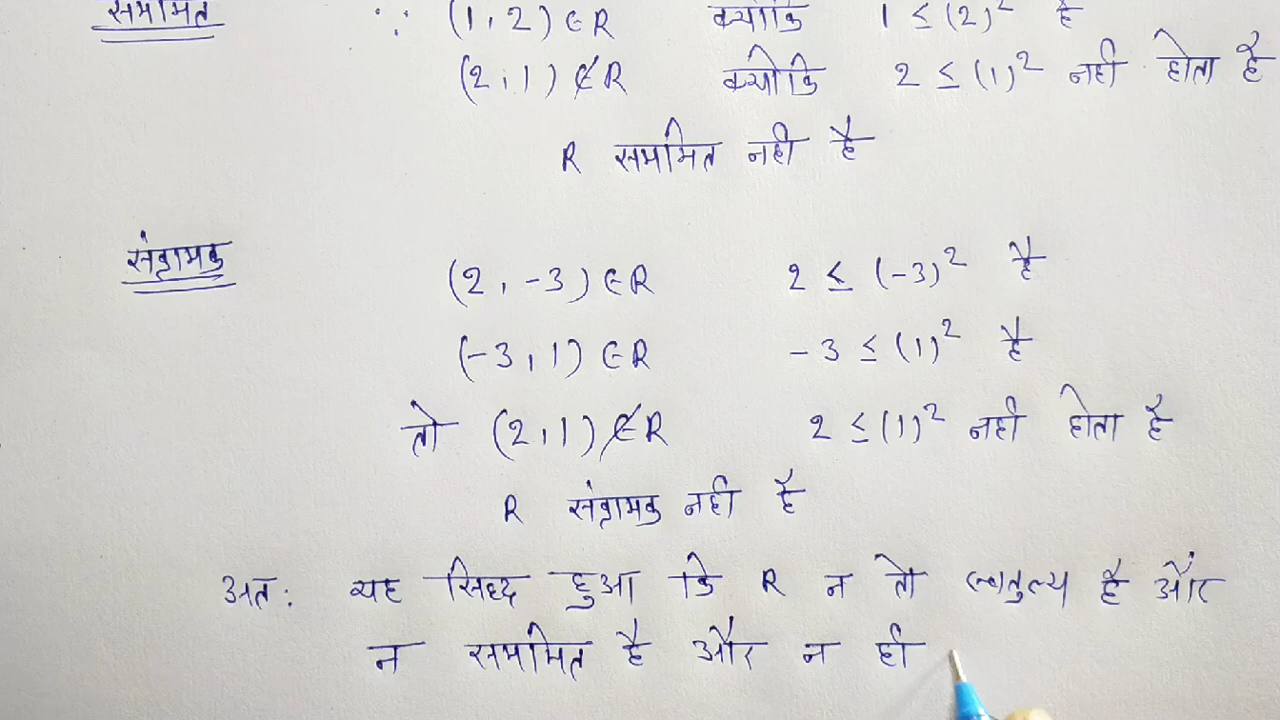 सममित ∵ (1, 2) ∈ R क्योकि 1 ≤ (2)² है
(2, 1) ∉ R क्योकि 2 ≤ (1)² नही होता है
R सममित नही है
संक्रामक (2, -3) ∈ R 2 ≤ (-3)² है
(-3, 1) ∈ R -3 ≤ (1)² है
तो (2, 1) ∉ R 2 ≤ (1)² नही होता है
R संक्रामक नही है
अत: यह सिध्द हुआ कि R न तो स्वतुल्य है और
न सममित है और न ही